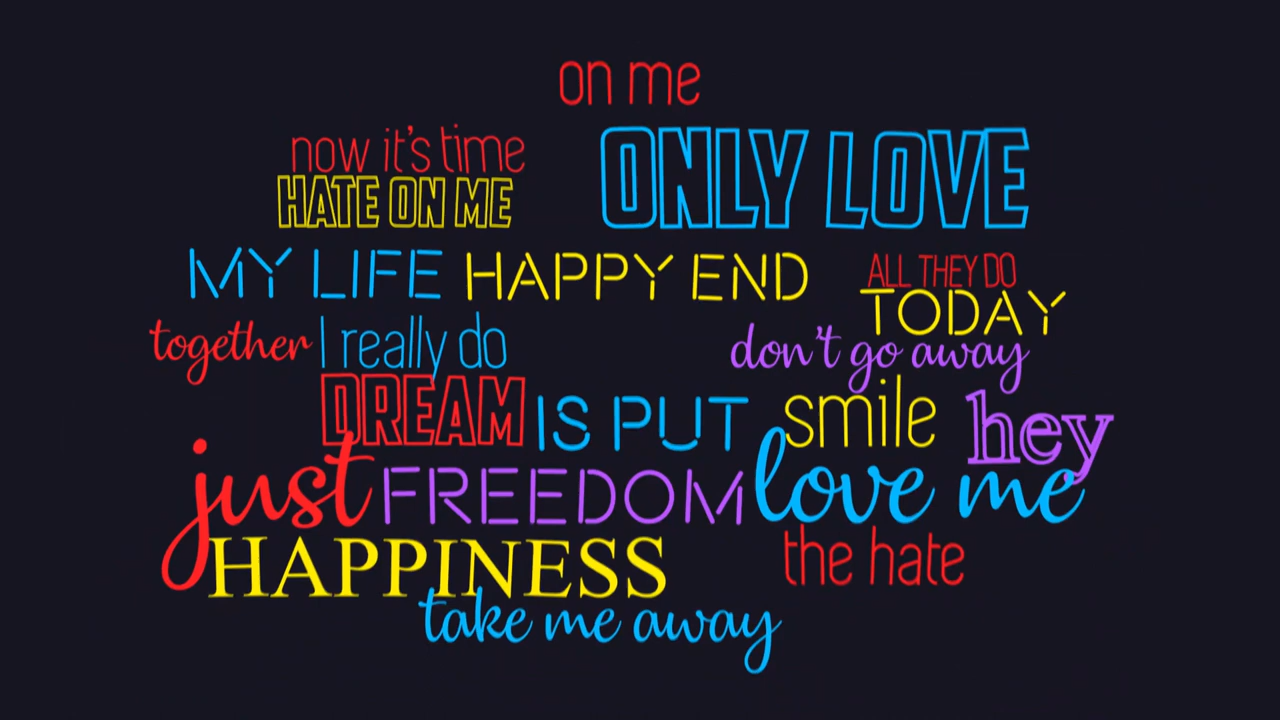 on me
now it's time
ONLY LOVE
HATE ON ME
MY LIFE HAPPY END
ALL THEY DO
TODAY
together I really do
don't go away
DREAM IS PUT smile hey
just FREEDOM love me
HAPPINESS the hate
take me away